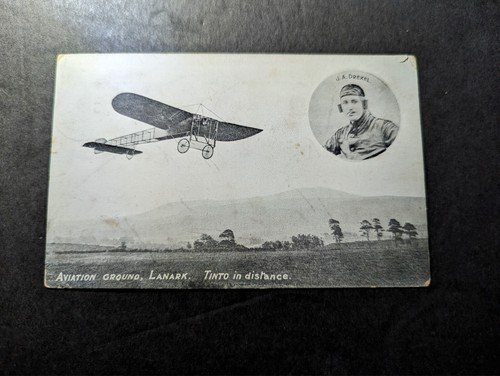 J.A. DREXEL.
AVIATION GROUND, LANARK. TINTO in distance.